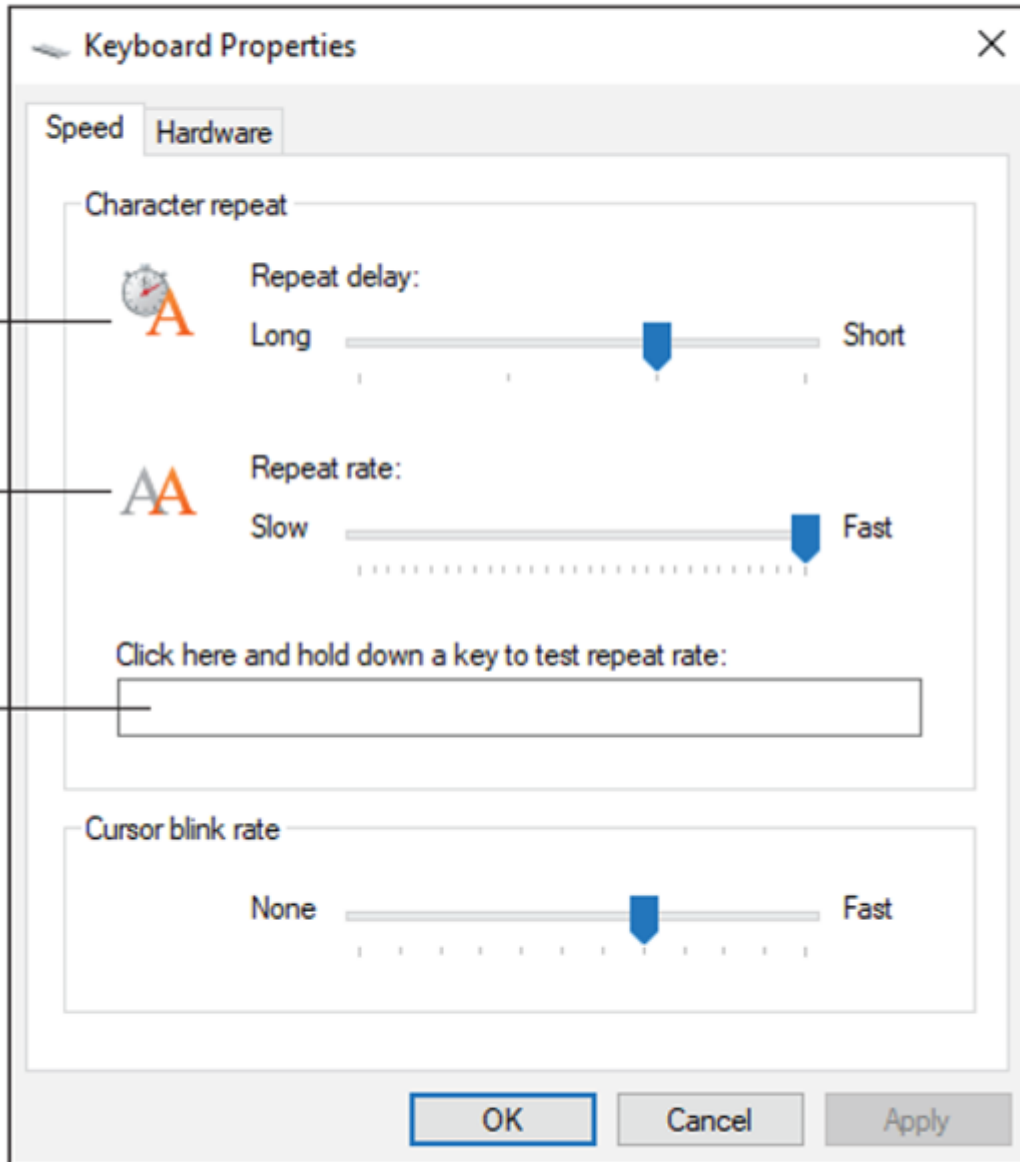 Keyboard Properties
Speed Hardware
Character repeat
Repeat delay:
Long Short
Repeat rate:
Slow Fast
Click here and hold down a key to test repeat rate:
Cursor blink rate
None Fast
OK Cancel Apply